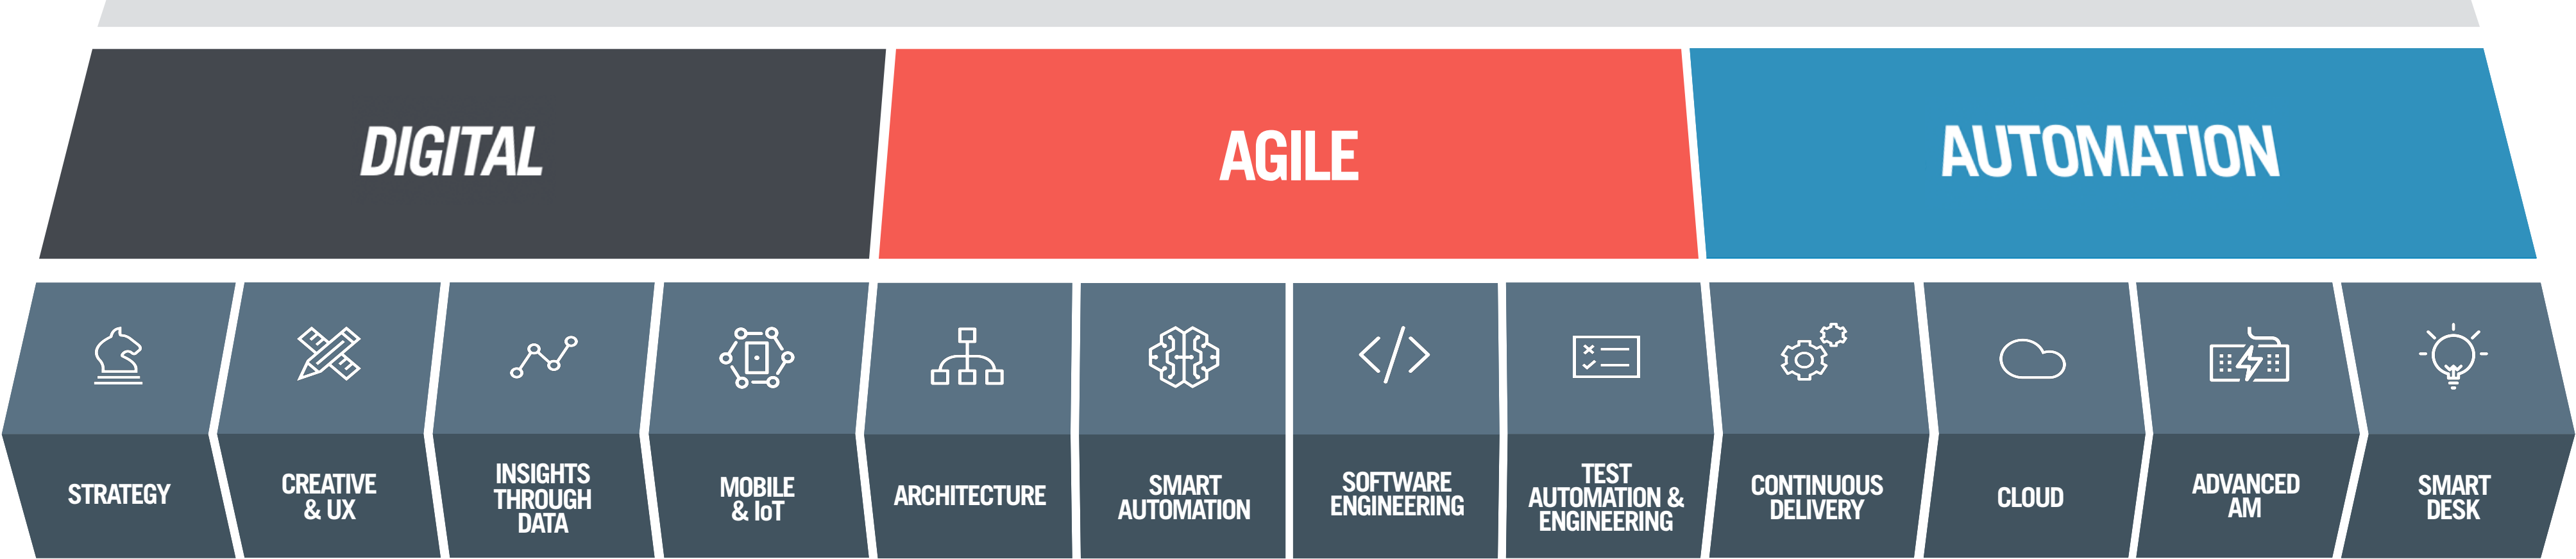 DIGITAL
AGILE
AUTOMATION
STRATEGY
CREATIVE
& UX
INSIGHTS
THROUGH
DATA
MOBILE
& IoT
ARCHITECTURE
SMART
AUTOMATION
SOFTWARE
ENGINEERING
TEST
AUTOMATION &
ENGINEERING
CONTINUOUS
DELIVERY
CLOUD
ADVANCED
AM
SMART
DESK